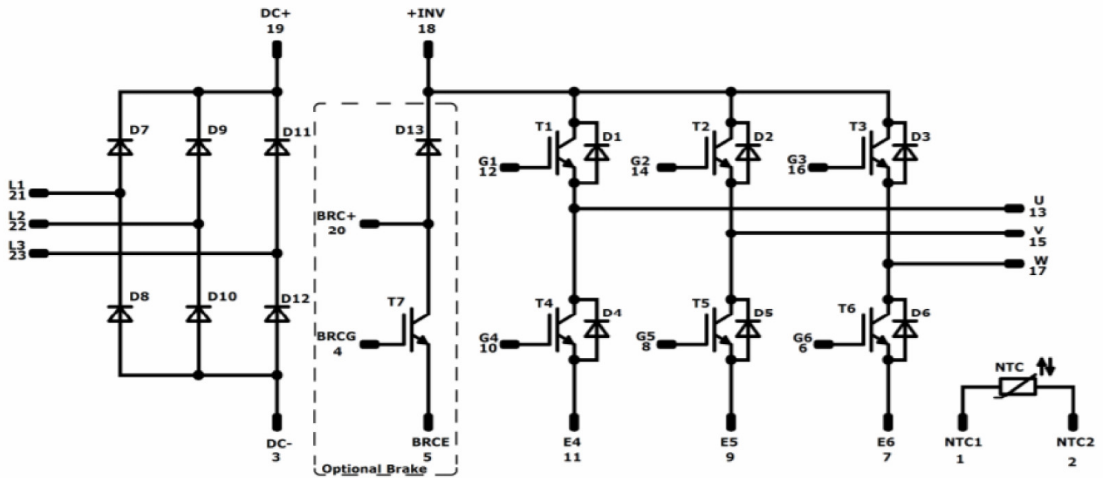 DC+
19
+INV
18
D7
D9
D11
D13
T1
D1
T2
D2
T3
D3
G1
12
G2
14
G3
16
L1
21
L2
22
L3
23
BRC+
20
U
13
V
15
W
17
D8
D10
D12
T7
T4
D4
T5
D5
T6
D6
BRCG
4
G4
10
G5
8
G6
6
NTC
DC-
3
BRCE
5
E4
11
E5
9
E6
7
NTC1
1
NTC2
2
Optional Brake